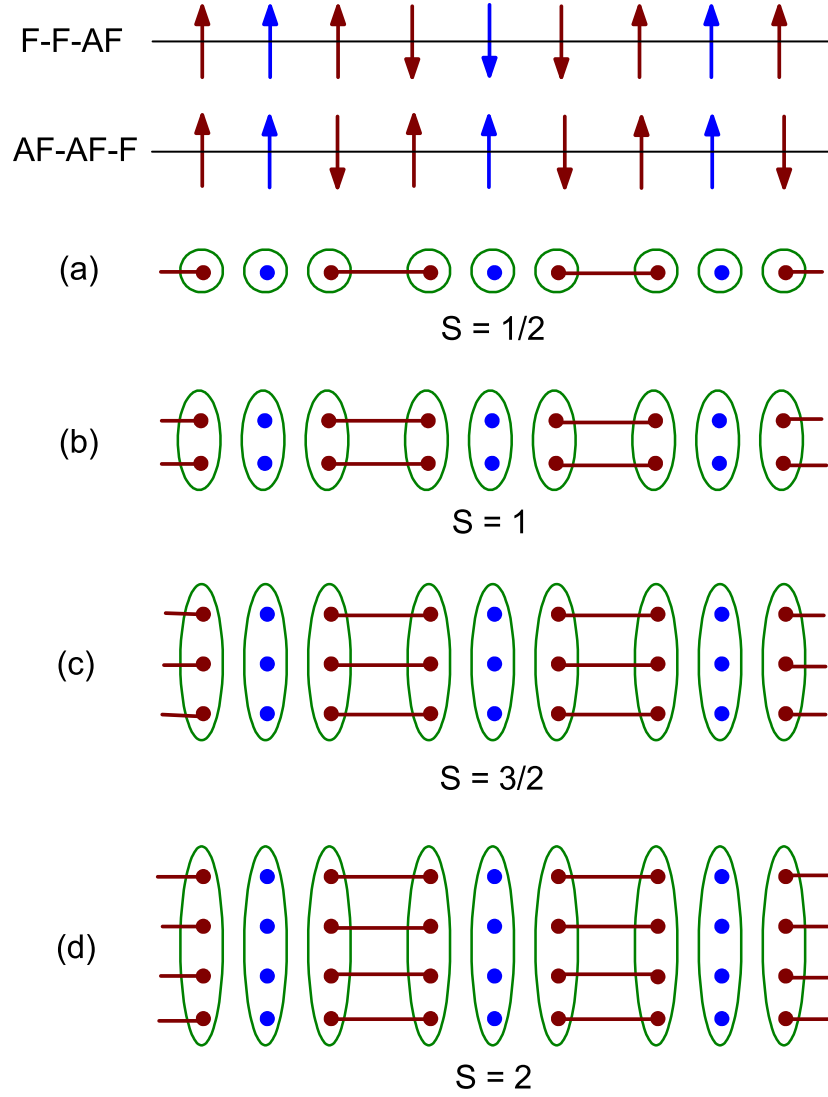 F-F-AF
AF-AF-F
(a)
S = 1/2
(b)
S = 1
(c)
S = 3/2
(d)
S = 2